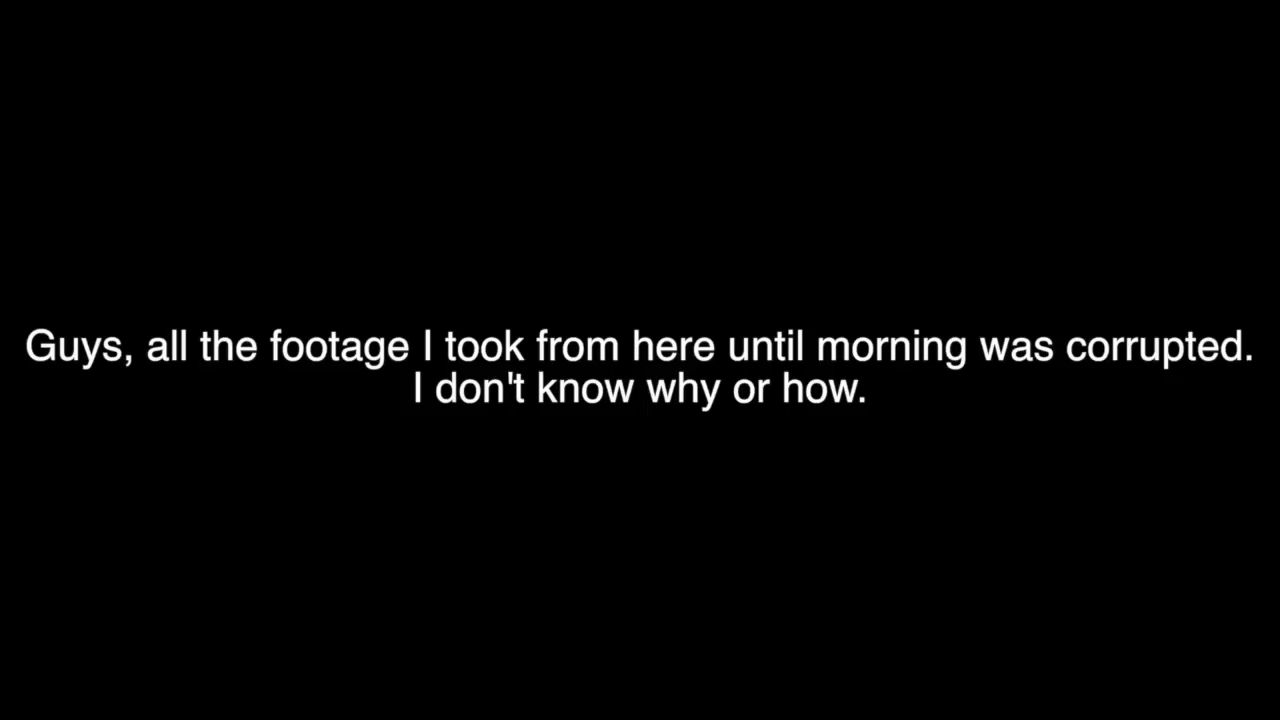 Guys, all the footage I took from here until morning was corrupted.
I don't know why or how.